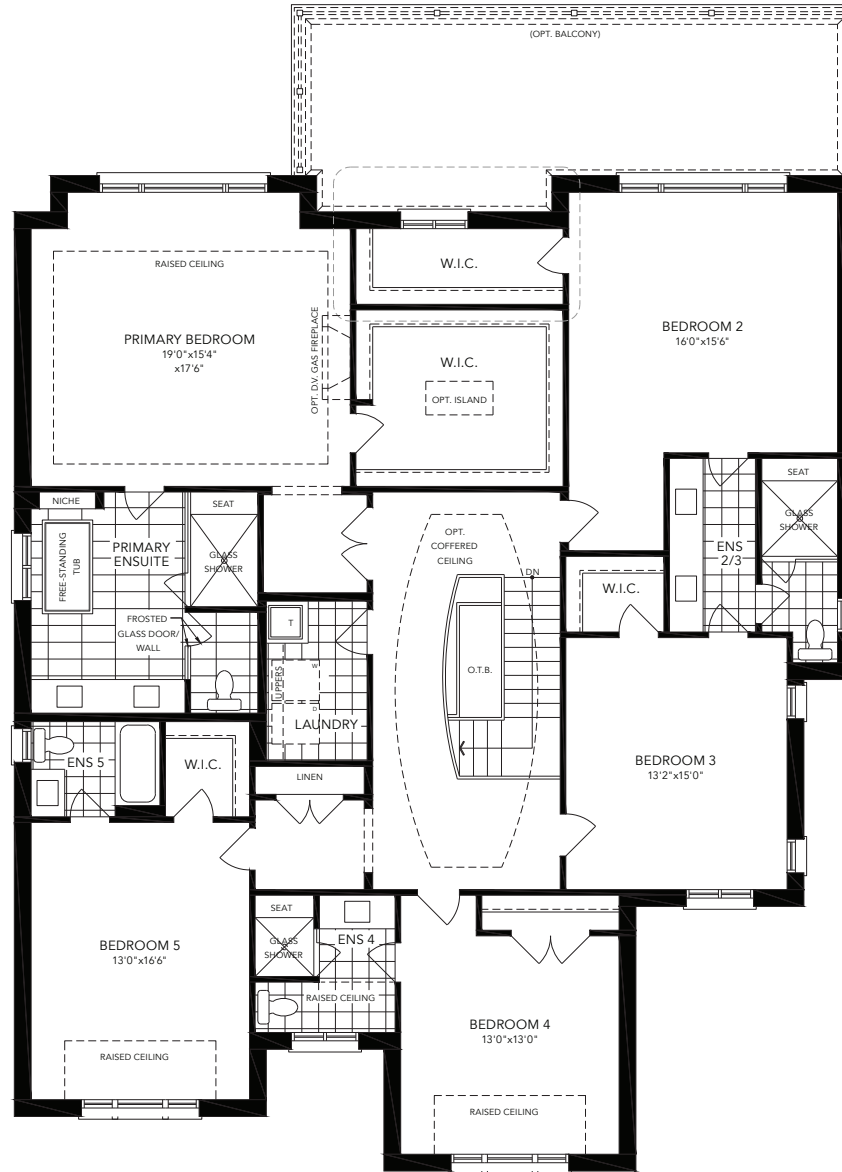 (OPT. BALCONY)
RAISED CEILING
W.I.C.
PRIMARY BEDROOM
19'0"x15'4"
x17'6"
OPT. D.V. GAS FIREPLACE
W.I.C.
OPT. ISLAND
BEDROOM 2
16'0"x15'6"
NICHE
FREE-STANDING
TUB
PRIMARY
ENSUITE
SEAT
GLASS
SHOWER
FROSTED
GLASS DOOR/
WALL
OPT.
COFFERED
CEILING
DN
O.T.B.
SEAT
GLASS
SHOWER
ENS
2/3
W.I.C.
T
UPPERS
W
D
LAUNDRY
ENS 5
W.I.C.
LINEN
BEDROOM 3
13'2"x15'0"
SEAT
GLASS
SHOWER
ENS 4
RAISED CEILING
BEDROOM 5
13'0"x16'6"
RAISED CEILING
BEDROOM 4
13'0"x13'0"
RAISED CEILING